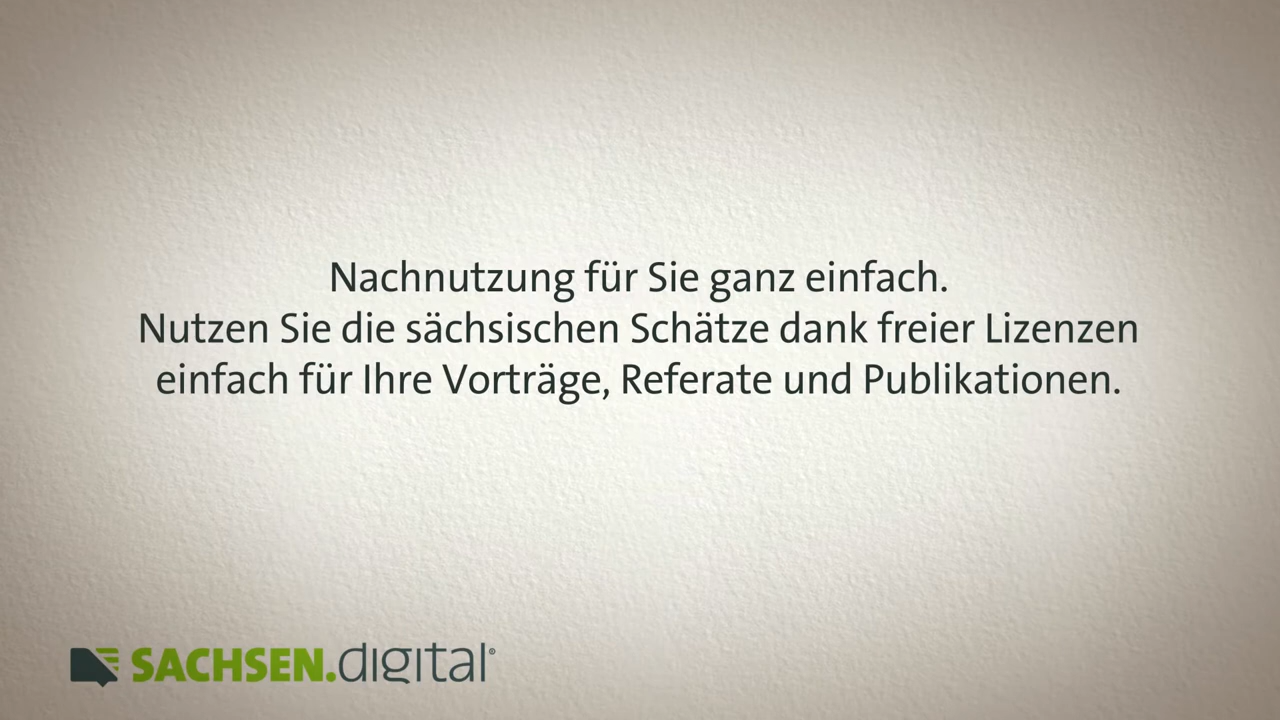 Nachnutzung für Sie ganz einfach.
Nutzen Sie die sächsischen Schätze dank freier Lizenzen
einfach für Ihre Vorträge, Referate und Publikationen.
SACHSEN.digital®